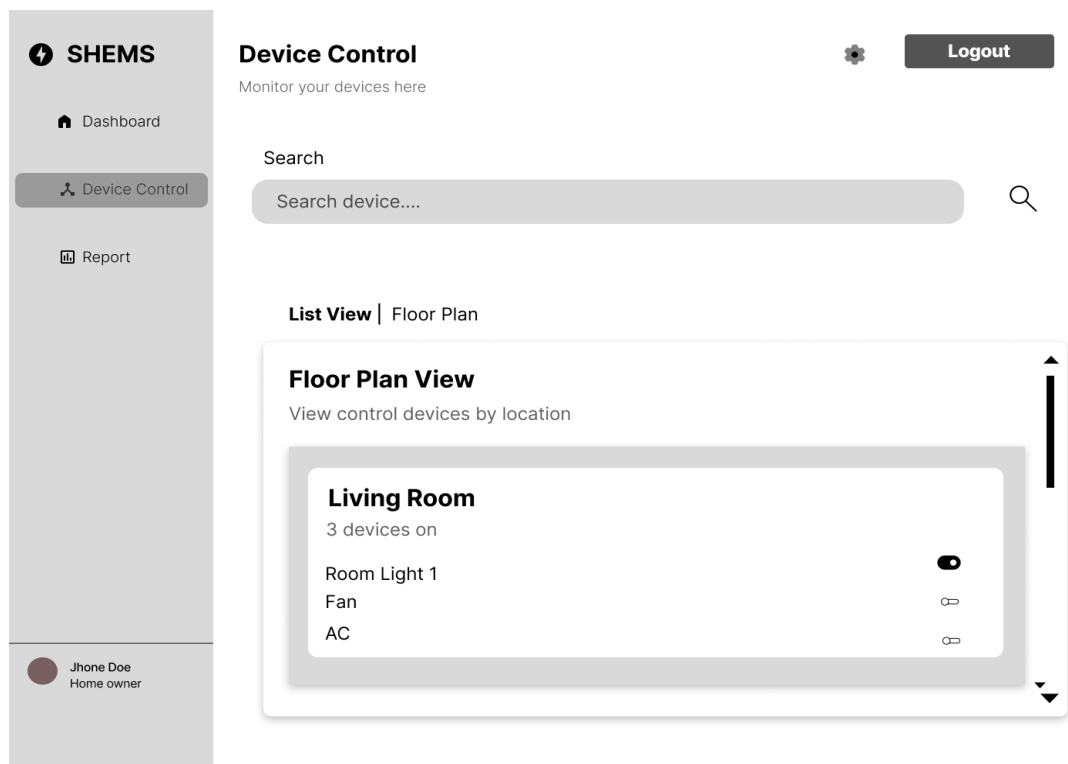 SHEMS
Dashboard
Device Control
Report
Jhone Doe
Home owner
Device Control
Monitor your devices here
Logout
Search
Search device....
List View | Floor Plan
Floor Plan View
View control devices by location
Living Room
3 devices on
Room Light 1
Fan
AC